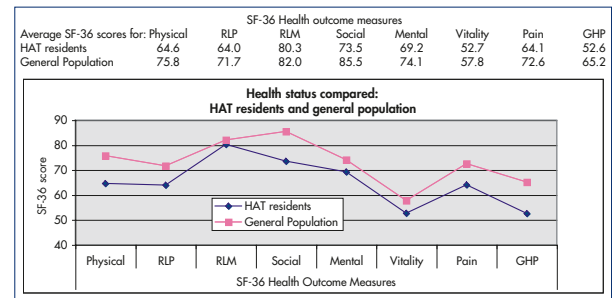 SF-36 Health outcome measures
Average SF-36 scores for: Physical RLP RLM Social Mental Vitality Pain GHP
HAT residents 64.6 64.0 80.3 73.5 69.2 52.7 64.1 52.6
General Population 75.8 71.7 82.0 85.5 74.1 57.8 72.6 65.2
Health status compared:
HAT residents and general population
90
80
70
60
50
40
SF-36 score
HAT residents
General Population
Physical RLP RLM Social Mental Vitality Pain GHP
SF-36 Health Outcome Measures